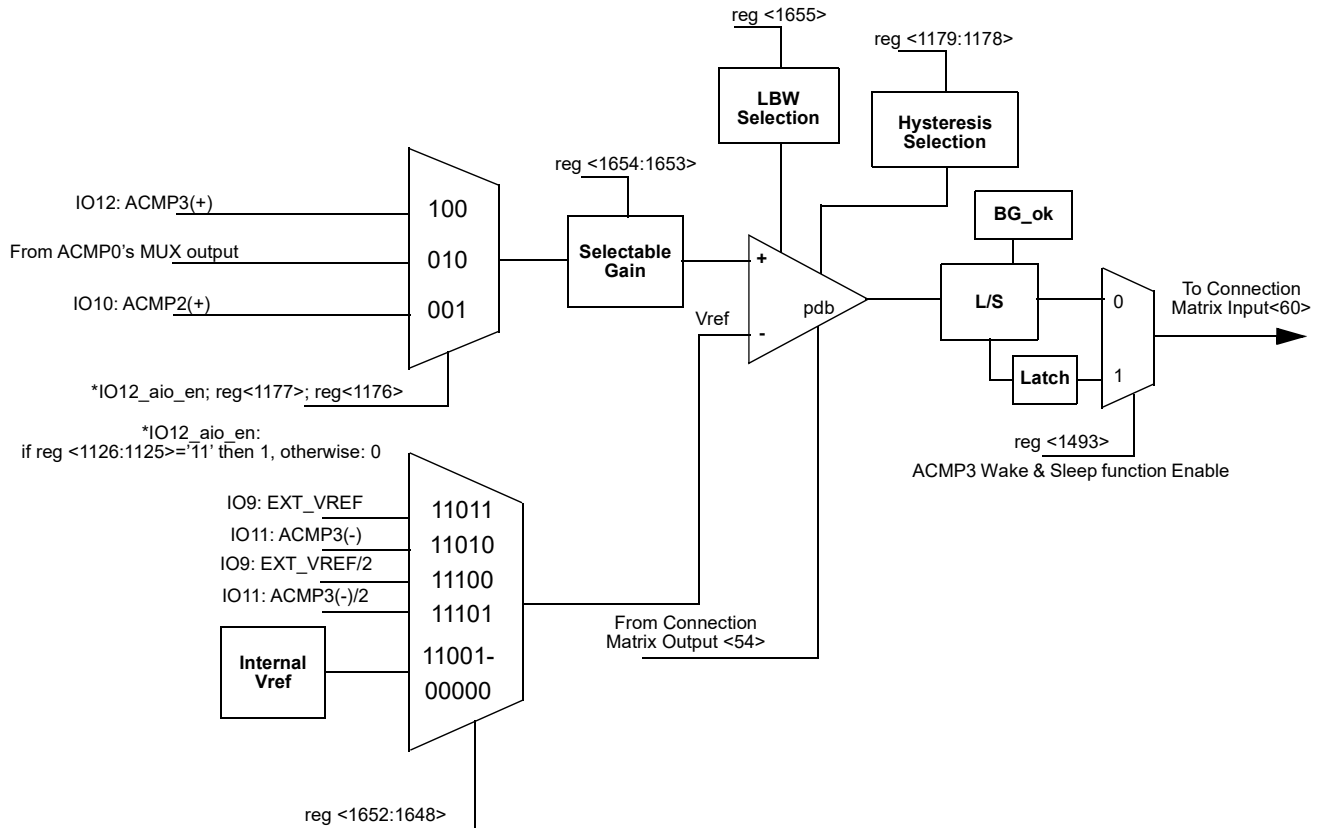 reg <1655>
reg <1179:1178>
LBW
Selection
Hysteresis
Selection
reg <1654:1653>
IO12: ACMP3(+)
100
BG_ok
From ACMP0's MUX output
010
Selectable
Gain
+
To Connection
Matrix Input<60>
IO10: ACMP2(+)
001
L/S
0
pdb
Vref
-
Latch
1
*IO12_aio_en; reg<1177>; reg<1176>
*IO12_aio_en:
if reg <1126:1125>='11' then 1, otherwise: 0
reg <1493>
ACMP3 Wake & Sleep function Enable
IO9: EXT_VREF
11011
IO11: ACMP3(-)
11010
IO9: EXT_VREF/2
11100
IO11: ACMP3(-)/2
11101
From Connection
Matrix Output <54>
Internal
Vref
11001-
00000
reg <1652:1648>